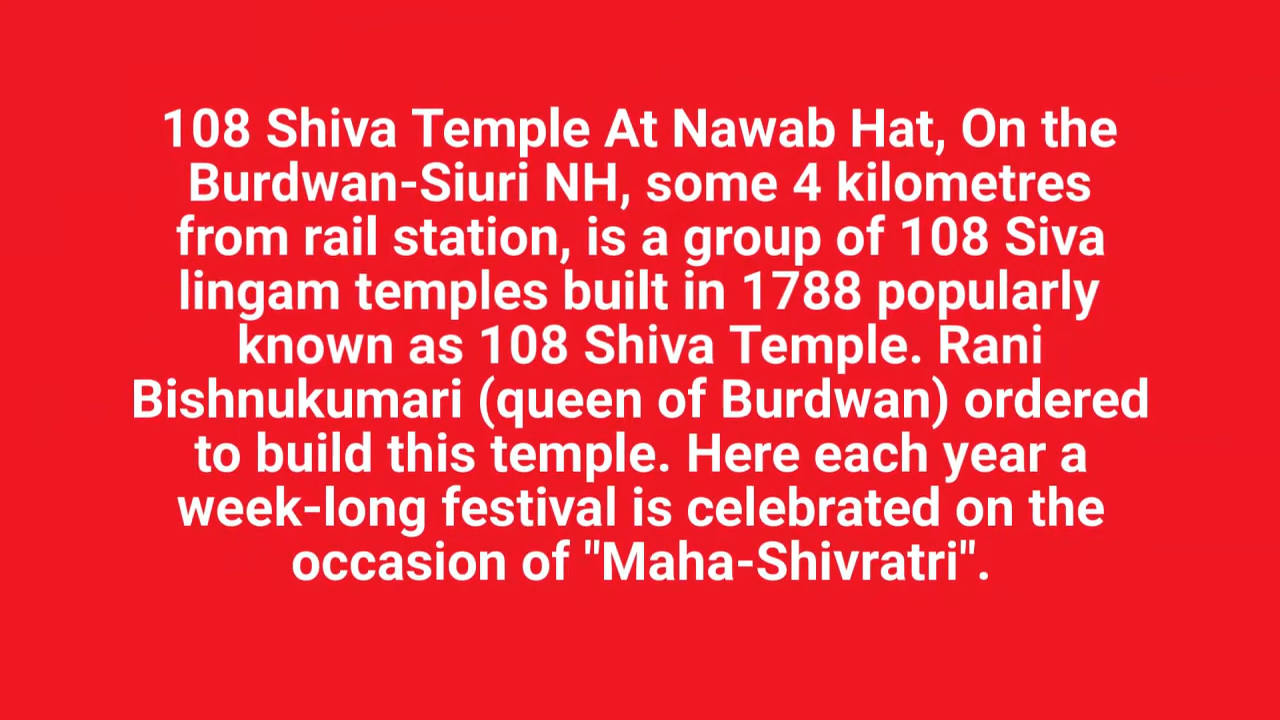 108 Shiva Temple At Nawab Hat, On the
Burdwan-Siuri NH, some 4 kilometres
from rail station, is a group of 108 Siva
lingam temples built in 1788 popularly
known as 108 Shiva Temple. Rani
Bishnukumari (queen of Burdwan) ordered
to build this temple. Here each year a
week-long festival is celebrated on the
occasion of "Maha-Shivratri".